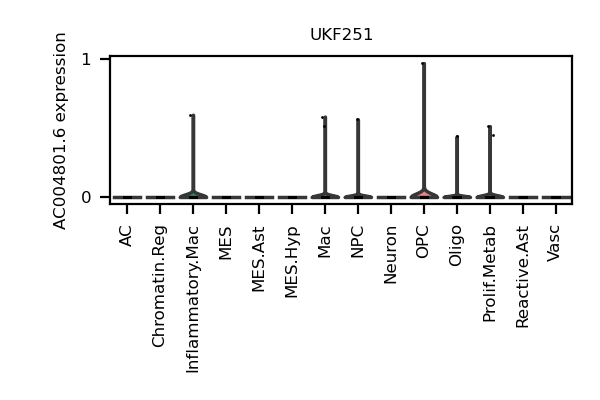 UKF251
AC004801.6 expression
1
0
AC
Chromatin.Reg
Inflammatory.Mac
MES
MES.Ast
MES.Hyp
Mac
NPC
Neuron
OPC
Oligo
Prolif.Metab
Reactive.Ast
Vasc